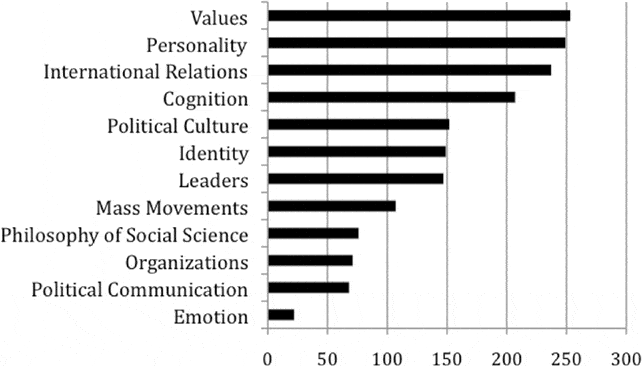 Values
Personality
International Relations
Cognition
Political Culture
Identity
Leaders
Mass Movements
Philosophy of Social Science
Organizations
Political Communication
Emotion
0 50 100 150 200 250 300